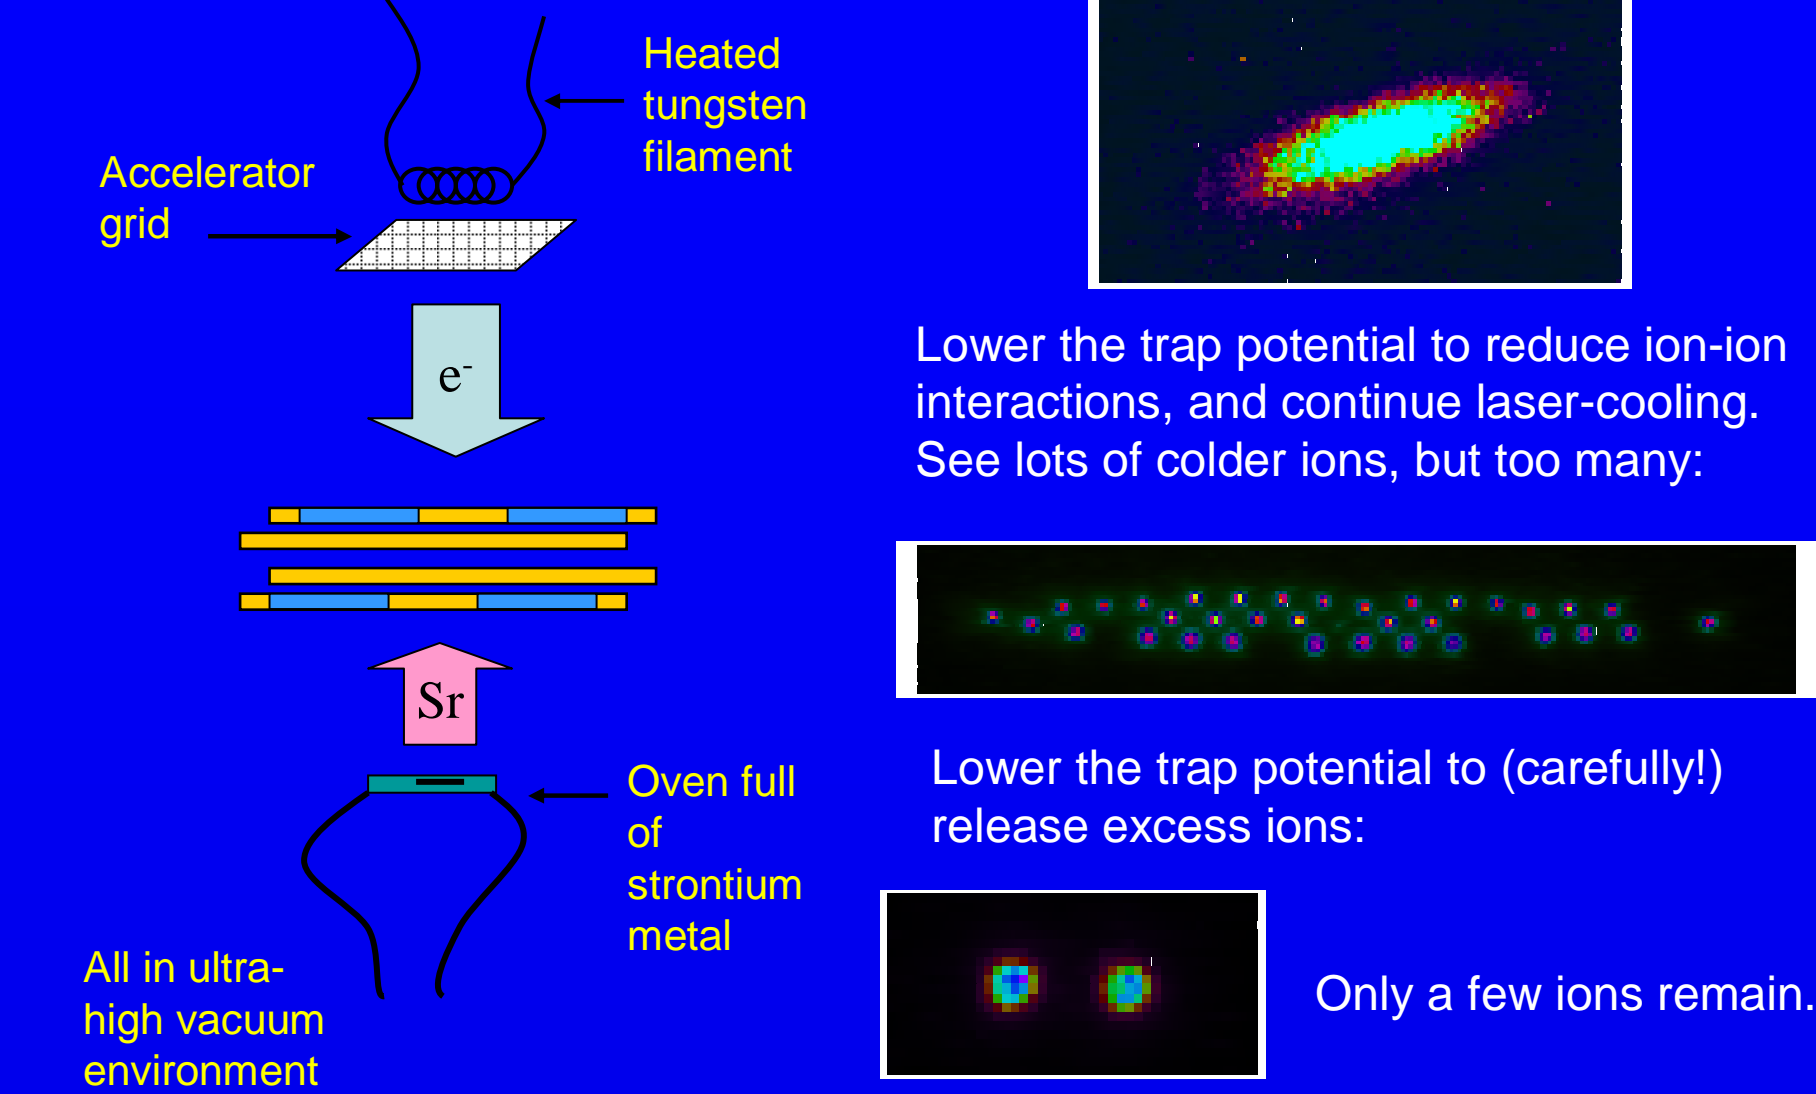 Heated
tungsten
filament
Accelerator
grid
e-
Sr
Oven full
of
strontium
metal
All in ultra-
high vacuum
environment
Lower the trap potential to reduce ion-ion
interactions, and continue laser-cooling.
See lots of colder ions, but too many:
Lower the trap potential to (carefully!)
release excess ions:
Only a few ions remain.